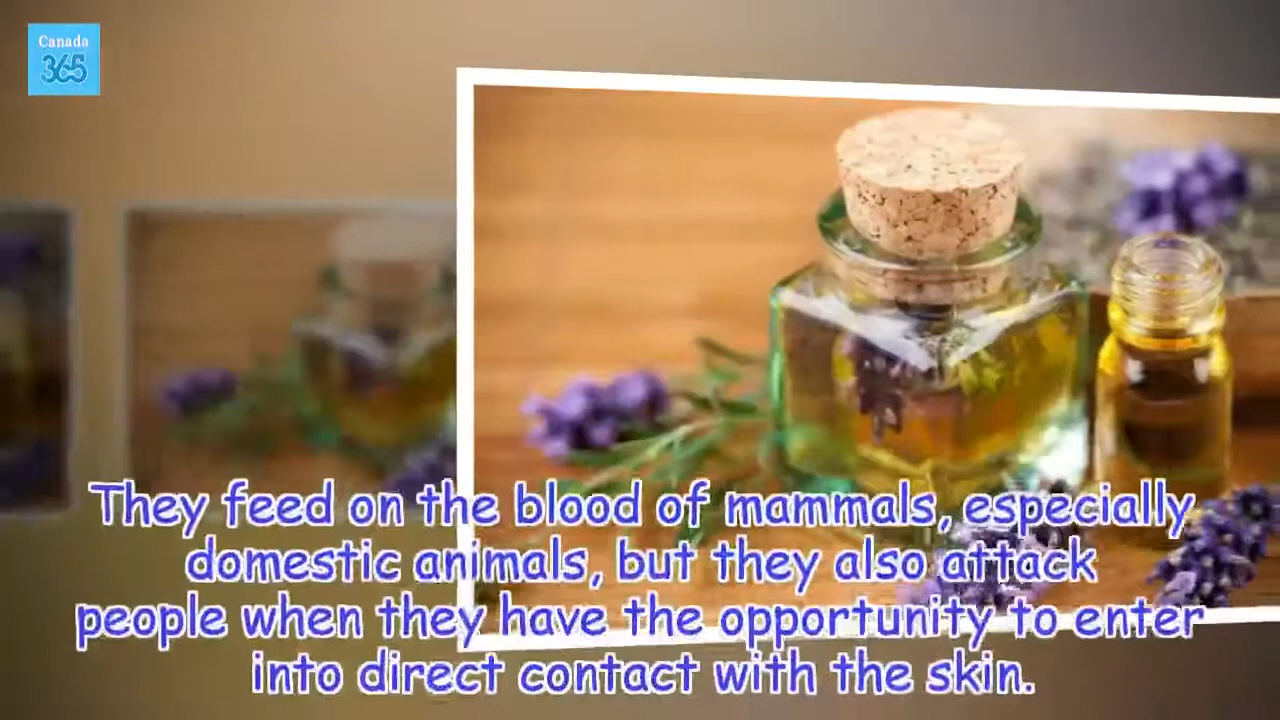 Canada
365
They feed on the blood of mammals, especially
domestic animals, but they also attack
people when they have the opportunity to enter
into direct contact with the skin.